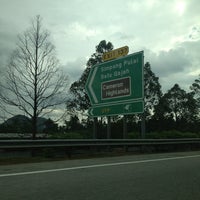 Simpang Pulai
Batu Gajah
Cameron
Highlands